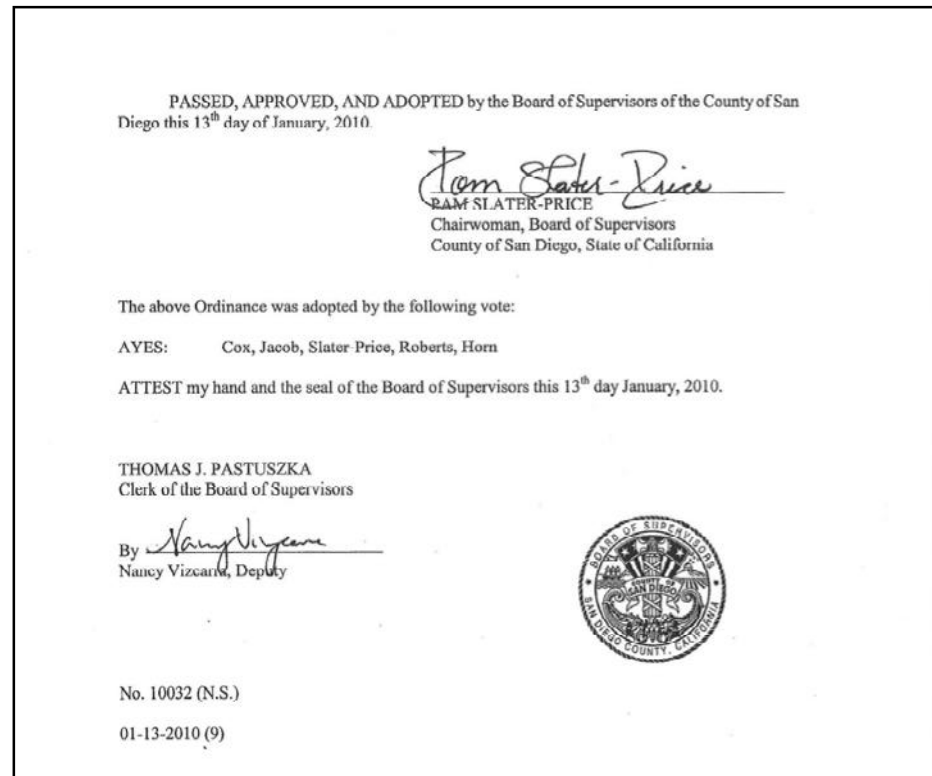 PASSED, APPROVED, AND ADOPTED by the Board of Supervisors of the County of San
Diego this 13th day of January, 2010.
Pam Slater-Price
PAM SLATER-PRICE
Chairwoman, Board of Supervisors
County of San Diego, State of California
The above Ordinance was adopted by the following vote:
AYES: Cox, Jacob, Slater-Price, Roberts, Horn
ATTEST my hand and the seal of the Board of Supervisors this 13th day January, 2010.
THOMAS J. PASTUSZKA
Clerk of the Board of Supervisors
By Nancy Vizcarra
Nancy Vizcarra, Deputy
BOARD OF SUPERVISORS
COUNTY OF
SAN DIEGO
SAN DIEGO COUNTY, CALIFORNIA
No. 10032 (N.S.)
01-13-2010 (9)